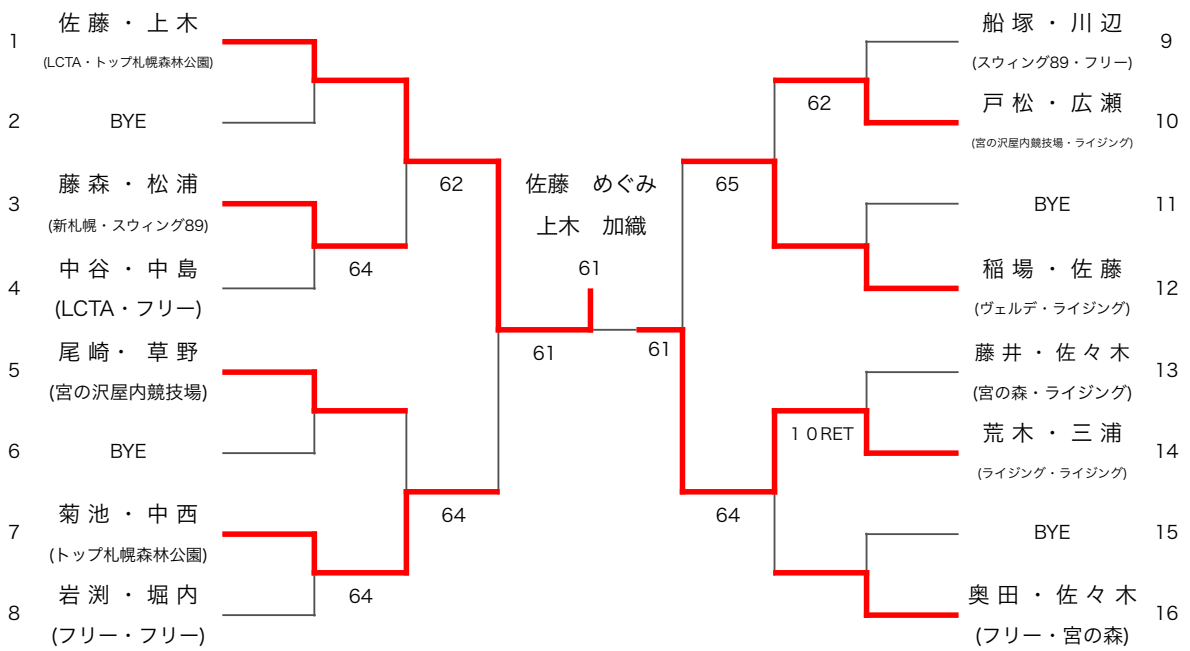 佐藤・上木
1
(LCTA・トップ札幌森林公園)
2
BYE
藤森・松浦
3
(新札幌・スウィング89)
中谷・中島
4
(LCTA・フリー)
尾崎・ 草野
5
(宮の沢屋内競技場)
6
BYE
菊池・中西
7
(トップ札幌森林公園)
岩渕・堀内
8
(フリー・フリー)
62
64
64
64
61
佐藤 めぐみ
上木 加織
61
61
62
65
１０RET
64
船塚・川辺
9
(スウィング89・フリー)
戸松・広瀬
10
(宮の沢屋内競技場・ライジング)
BYE
11
稲場・佐藤
12
(ヴェルデ・ライジング)
藤井・佐々木
13
(宮の森・ライジング)
荒木・三浦
14
(ライジング・ライジング)
BYE
15
奥田・佐々木
16
(フリー・宮の森)